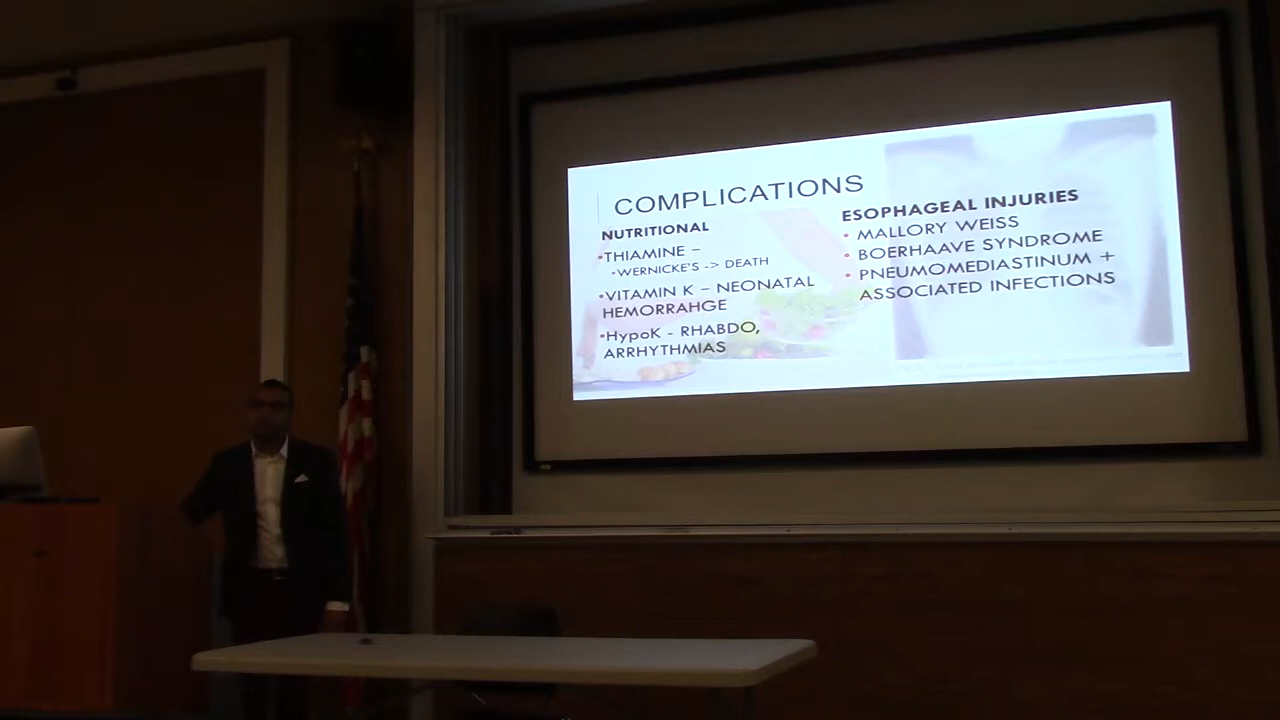 COMPLICATIONS
NUTRITIONAL
•THIAMINE –
•WERNICKE'S -> DEATH
•VITAMIN K – NEONATAL
HEMORRAHGE
•HypoK - RHABDO,
ARRHYTHMIAS
ESOPHAGEAL INJURIES
• MALLORY WEISS
• BOERHAAVE SYNDROME
• PNEUMOMEDIASTINUM +
ASSOCIATED INFECTIONS